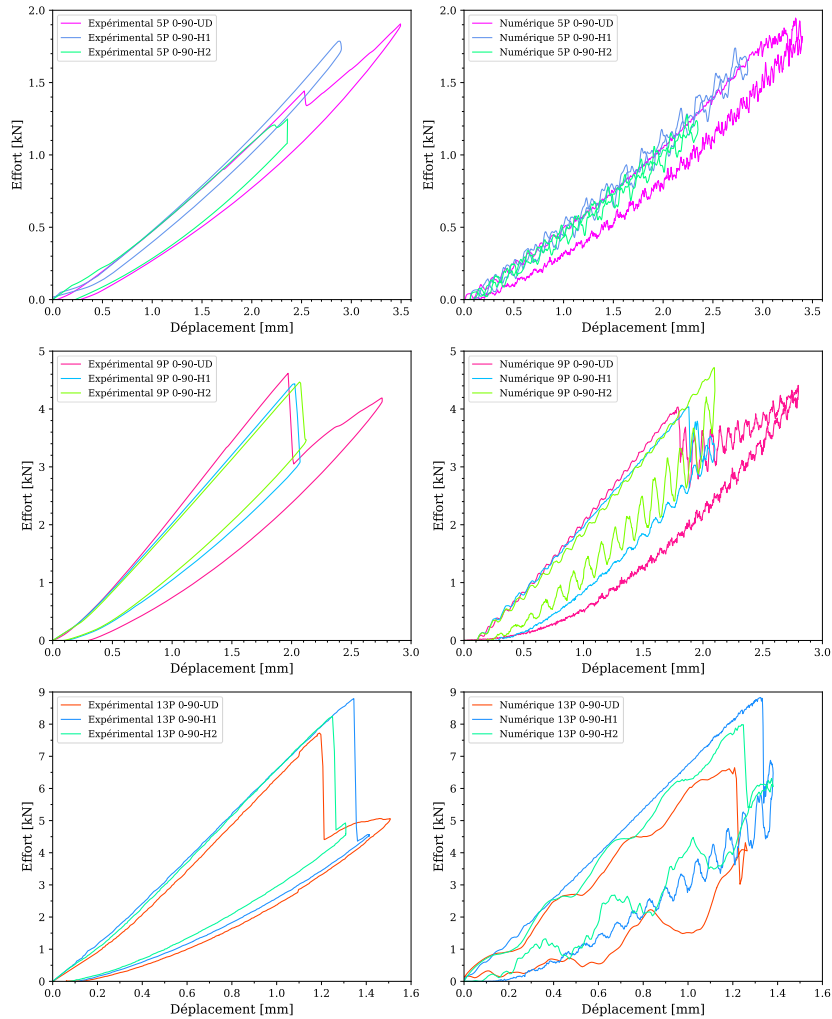 Expérimental 5P 0-90-UD
Expérimental 5P 0-90-H1
Expérimental 5P 0-90-H2
2.0
1.5
1.0
0.5
0.0
Effort [kN]
0.0 0.5 1.0 1.5 2.0 2.5 3.0 3.5
Déplacement [mm]
Numérique 5P 0-90-UD
Numérique 5P 0-90-H1
Numérique 5P 0-90-H2
2.0
1.5
1.0
0.5
0.0
Effort [kN]
0.0 0.5 1.0 1.5 2.0 2.5 3.0 3.5
Déplacement [mm]
Expérimental 9P 0-90-UD
Expérimental 9P 0-90-H1
Expérimental 9P 0-90-H2
5
4
3
2
1
0
Effort [kN]
0.0 0.5 1.0 1.5 2.0 2.5 3.0
Déplacement [mm]
Numérique 9P 0-90-UD
Numérique 9P 0-90-H1
Numérique 9P 0-90-H2
5
4
3
2
1
0
Effort [kN]
0.0 0.5 1.0 1.5 2.0 2.5 3.0
Déplacement [mm]
Expérimental 13P 0-90-UD
Expérimental 13P 0-90-H1
Expérimental 13P 0-90-H2
9
8
7
6
5
4
3
2
1
0
Effort [kN]
0.0 0.2 0.4 0.6 0.8 1.0 1.2 1.4 1.6
Déplacement [mm]
Numérique 13P 0-90-UD
Numérique 13P 0-90-H1
Numérique 13P 0-90-H2
9
8
7
6
5
4
3
2
1
0
Effort [kN]
0.0 0.2 0.4 0.6 0.8 1.0 1.2 1.4 1.6
Déplacement [mm]